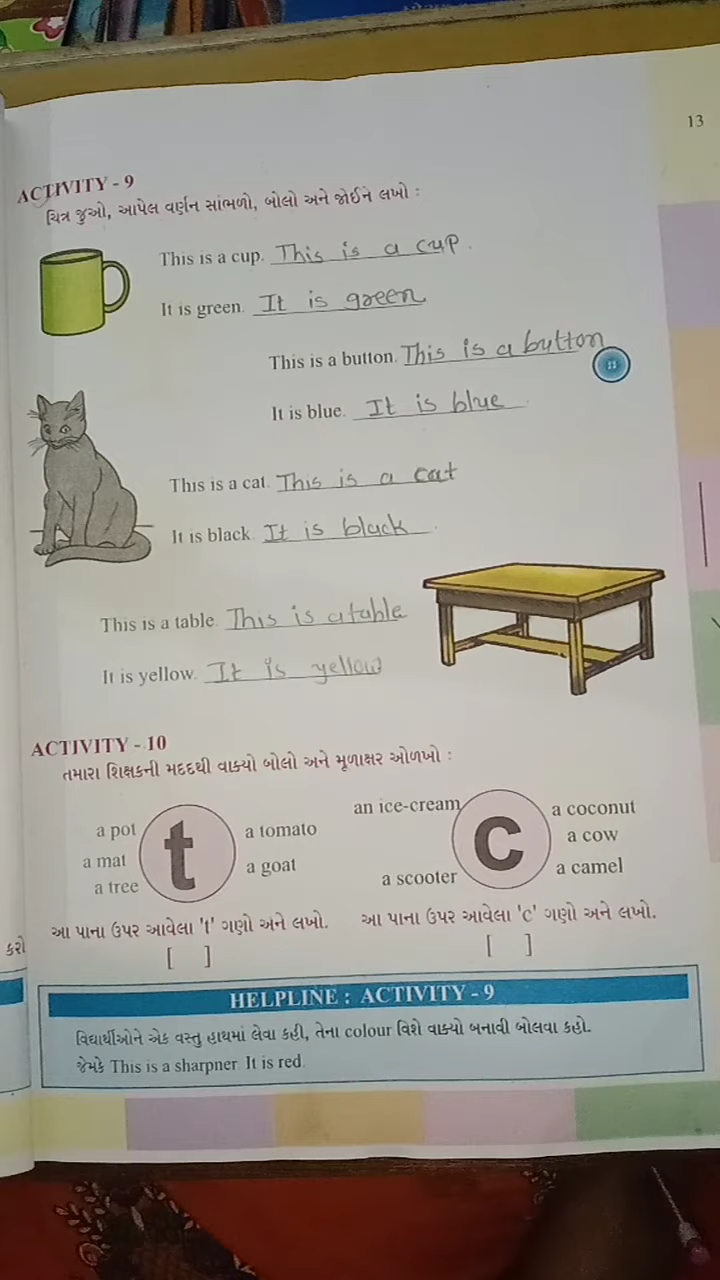 13
ACTIVITY - 9
ચિત્ર જુઓ, આપેલ વર્ણન સાંભળો, બોલો અને જોઈને લખો :
This is a cup. This is a cup.
It is green. It is green
This is a button. This is a button
It is blue. It is blue
This is a cat. This is a cat
It is black. It is black
This is a table. This is a table
It is yellow. It is yellow
ACTIVITY - 10
તમારા શિક્ષકની મદદથી વાક્યો બોલો અને મૂળાક્ષર ઓળખો :
a pot
a mat
a tree
t
a tomato
a goat
an ice-cream
a scooter
c
a coconut
a cow
a camel
આ પાના ઉપર આવેલા 't' ગણો અને લખો.
[ ]
આ પાના ઉપર આવેલા 'c' ગણો અને લખો.
[ ]
કરો
HELPLINE : ACTIVITY - 9
વિદ્યાર્થીઓને એક વસ્તુ હાથમાં લેવા કહી, તેના colour વિશે વાક્યો બનાવી બોલવા કહો.
જેમકે This is a sharpner. It is red.